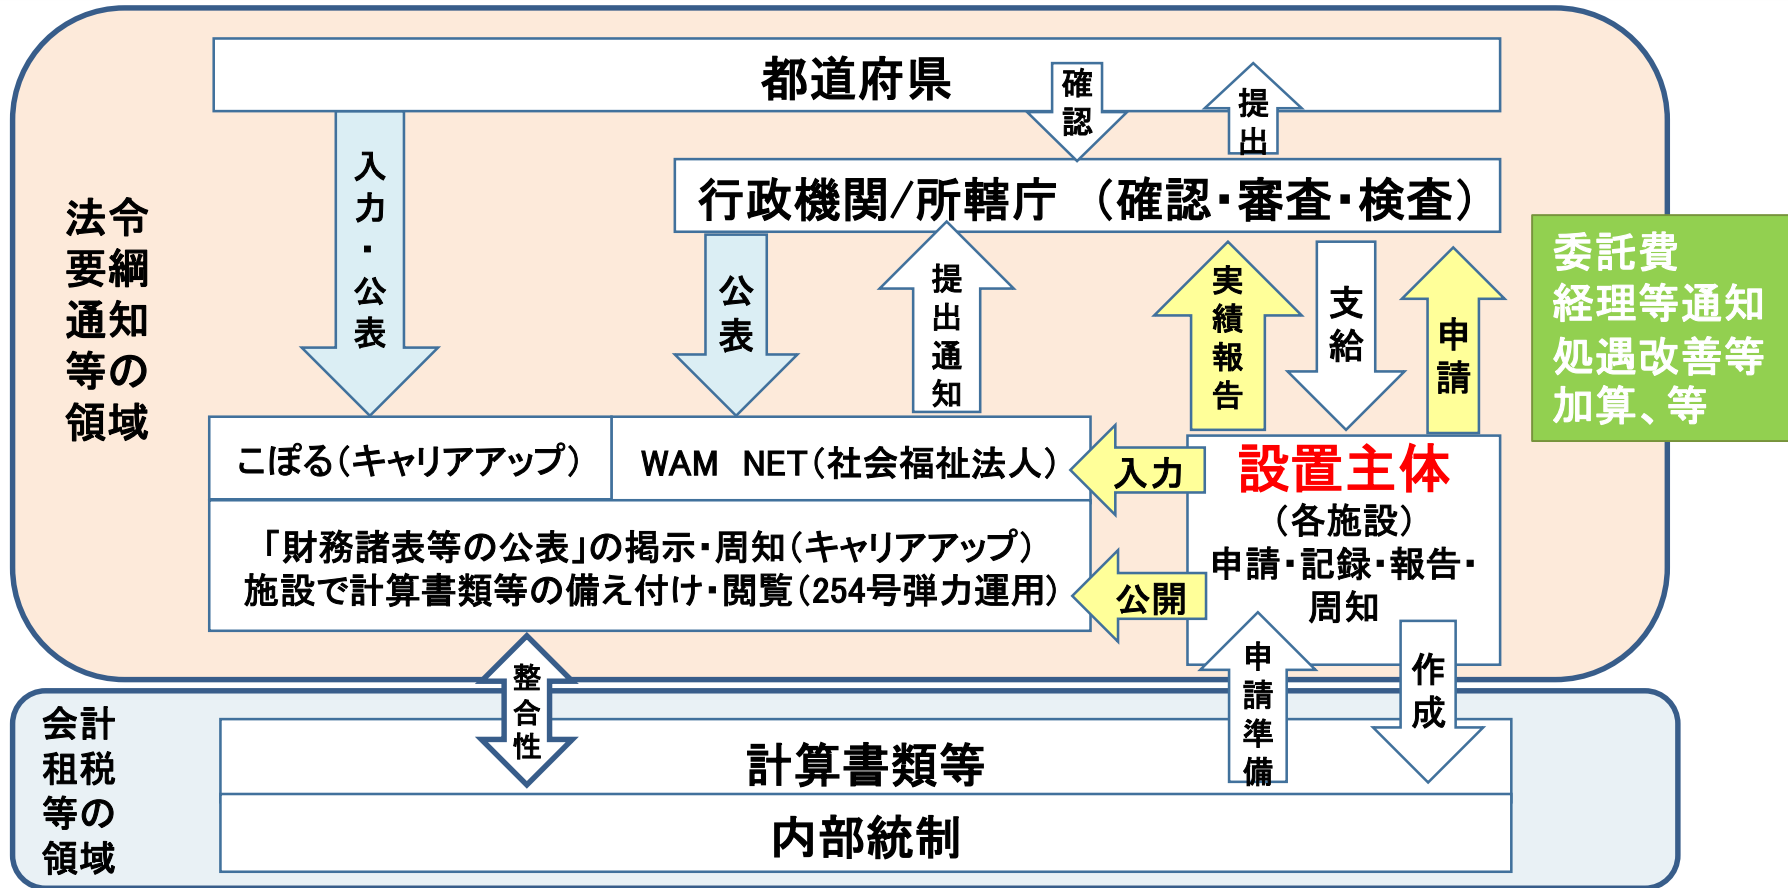 都道府県
確認
提出
入力・公表
行政機関/所轄庁 （確認・審査・検査）
法令
要綱
通知
等の
領域
公表
提出通知
実績報告
支給
申請
委託費
経理等通知
処遇改善等
加算、等
こぽる（キャリアアップ）
WAM NET（社会福祉法人）
入力
設置主体
（各施設）
申請・記録・報告・
周知
「財務諸表等の公表」の掲示・周知（キャリアアップ）
施設で計算書類等の備え付け・閲覧（254号弾力運用）
公開
整合性
申請準備
作成
会計
租税
等の
領域
計算書類等
内部統制